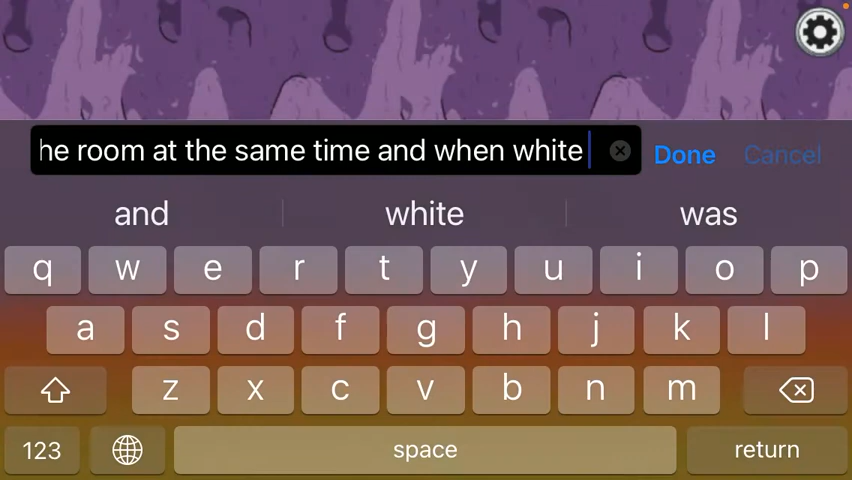 he room at the same time and when white
Done
Cancel
and
white
was
q w e r t y u i o p
a s d f g h j k l
z x c v b n m
123
space
return